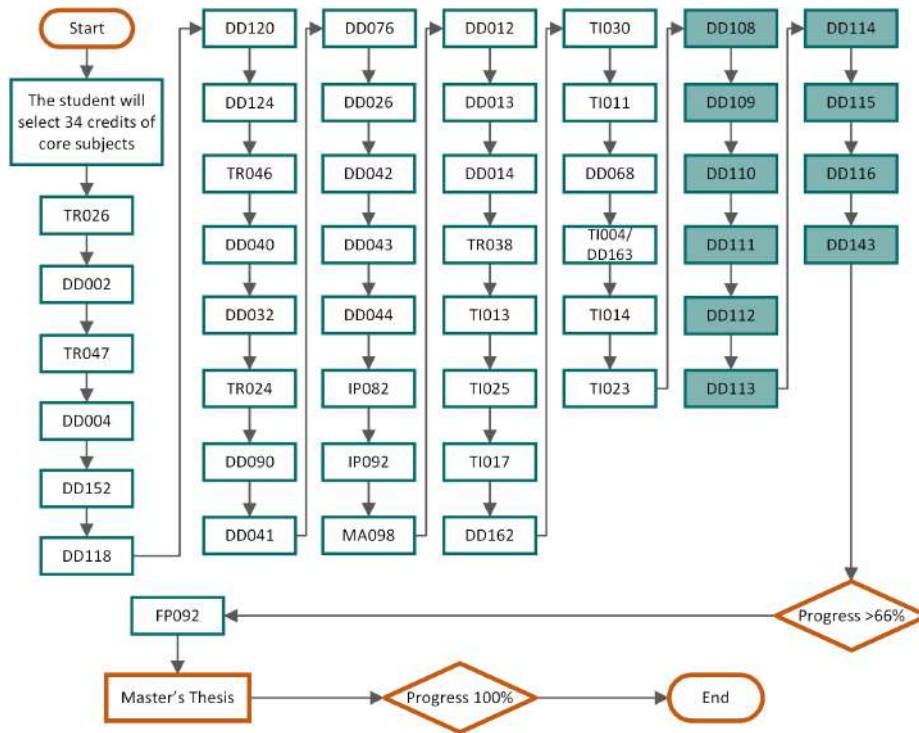 Start
The student will
select 34 credits of
core subjects
TR026
DD002
TR047
DD004
DD152
DD118
DD120
DD124
TR046
DD040
DD032
TR024
DD090
DD041
DD076
DD026
DD042
DD043
DD044
IP082
IP092
MA098
DD012
DD013
DD014
TR038
TI013
TI025
TI017
DD162
TI030
TI011
DD068
TI004/
DD163
TI014
TI023
DD108
DD109
DD110
DD111
DD112
DD113
DD114
DD115
DD116
DD143
Progress >66%
FP092
Master's Thesis
Progress 100%
End